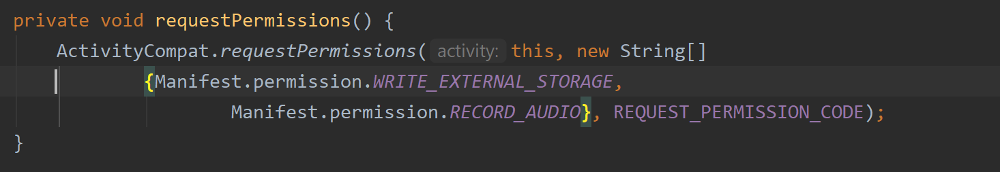 private void requestPermissions() {
ActivityCompat.requestPermissions( activity: this, new String[]
{Manifest.permission.WRITE_EXTERNAL_STORAGE,
Manifest.permission.RECORD_AUDIO}, REQUEST_PERMISSION_CODE);
}